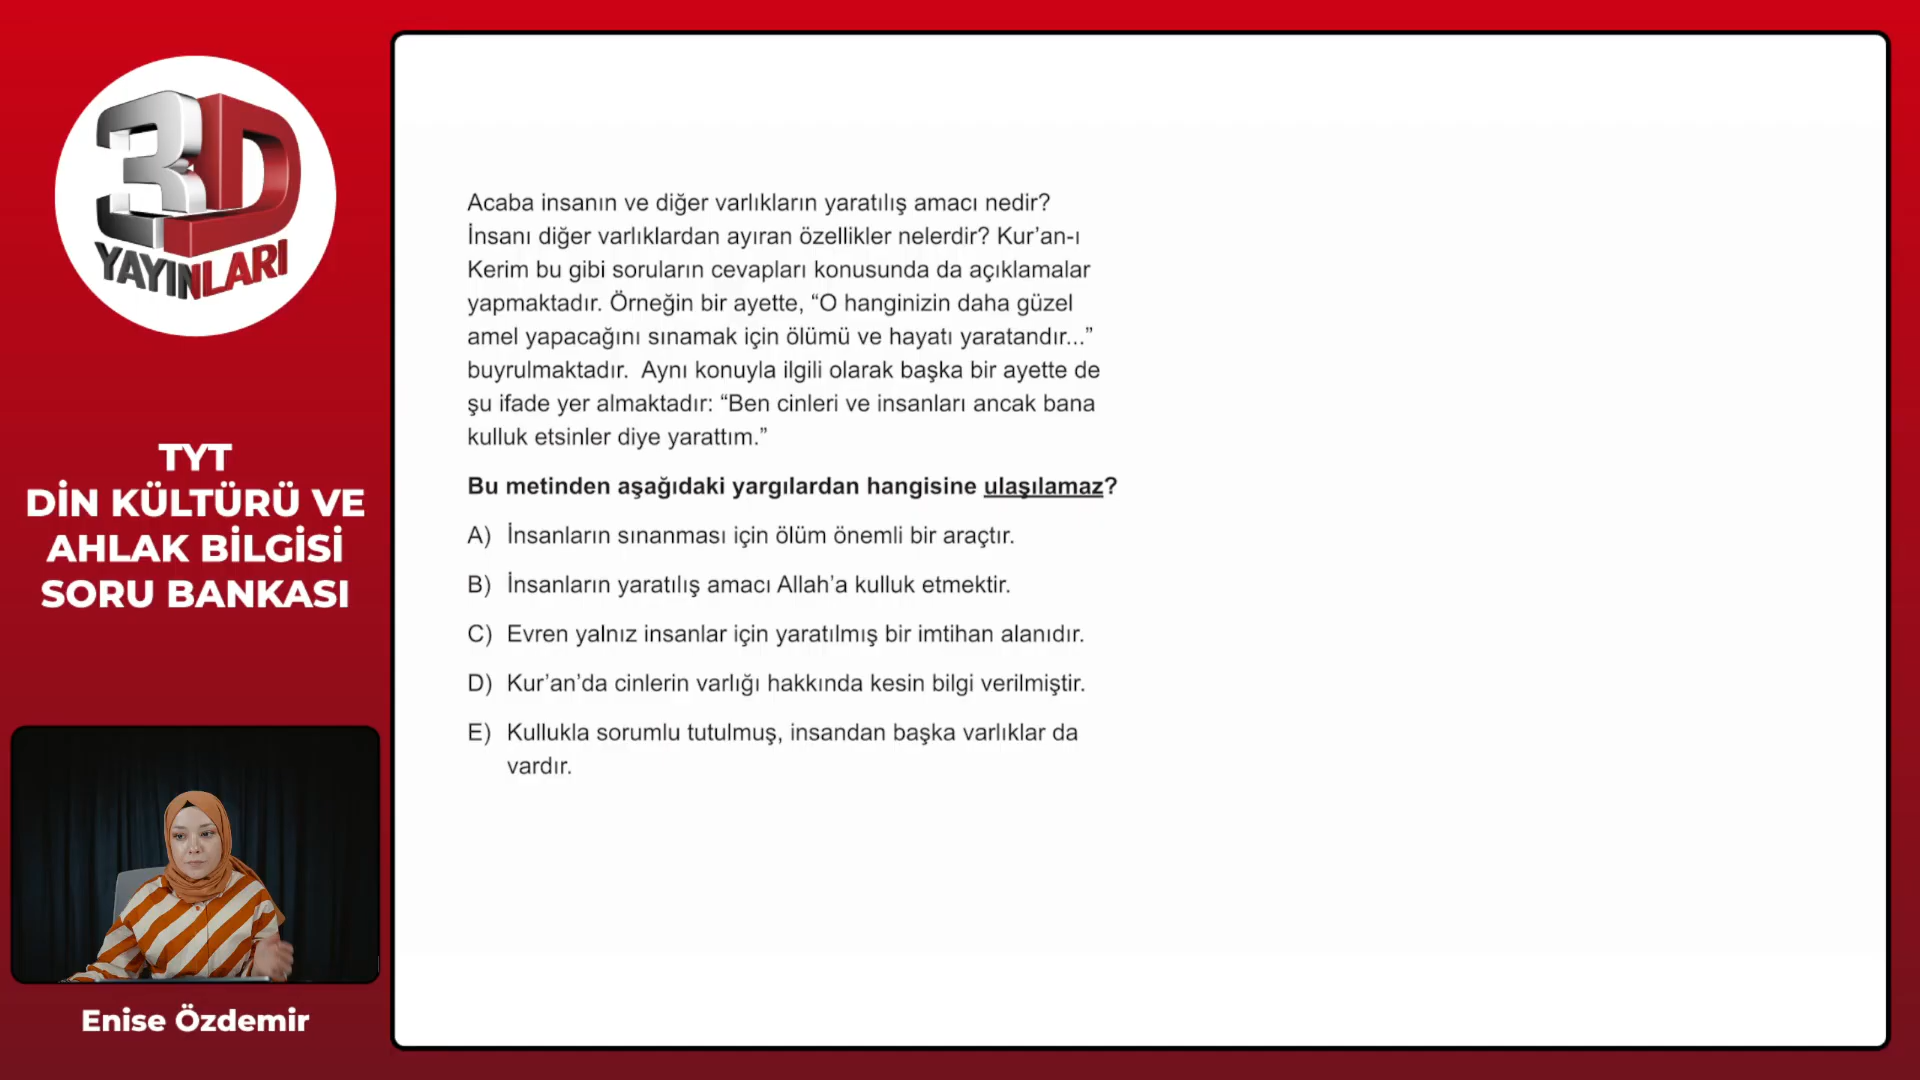 3D
YAYINLARI
TYT
DİN KÜLTÜRÜ VE
AHLAK BİLGİSİ
SORU BANKASI
Enise Özdemir
Acaba insanın ve diğer varlıkların yaratılış amacı nedir?
İnsanı diğer varlıklardan ayıran özellikler nelerdir? Kur’an-ı
Kerim bu gibi soruların cevapları konusunda da açıklamalar
yapmaktadır. Örneğin bir ayette, “O hanginizin daha güzel
amel yapacağını sınamak için ölümü ve hayatı yaratandır...”
buyrulmaktadır. Aynı konuyla ilgili olarak başka bir ayette de
şu ifade yer almaktadır: “Ben cinleri ve insanları ancak bana
kulluk etsinler diye yarattım.”
Bu metinden aşağıdaki yargılardan hangisine ulaşılamaz?
A) İnsanların sınanması için ölüm önemli bir araçtır.
B) İnsanların yaratılış amacı Allah’a kulluk etmektir.
C) Evren yalnız insanlar için yaratılmış bir imtihan alanıdır.
D) Kur’an’da cinlerin varlığı hakkında kesin bilgi verilmiştir.
E) Kullukla sorumlu tutulmuş, insandan başka varlıklar da
vardır.